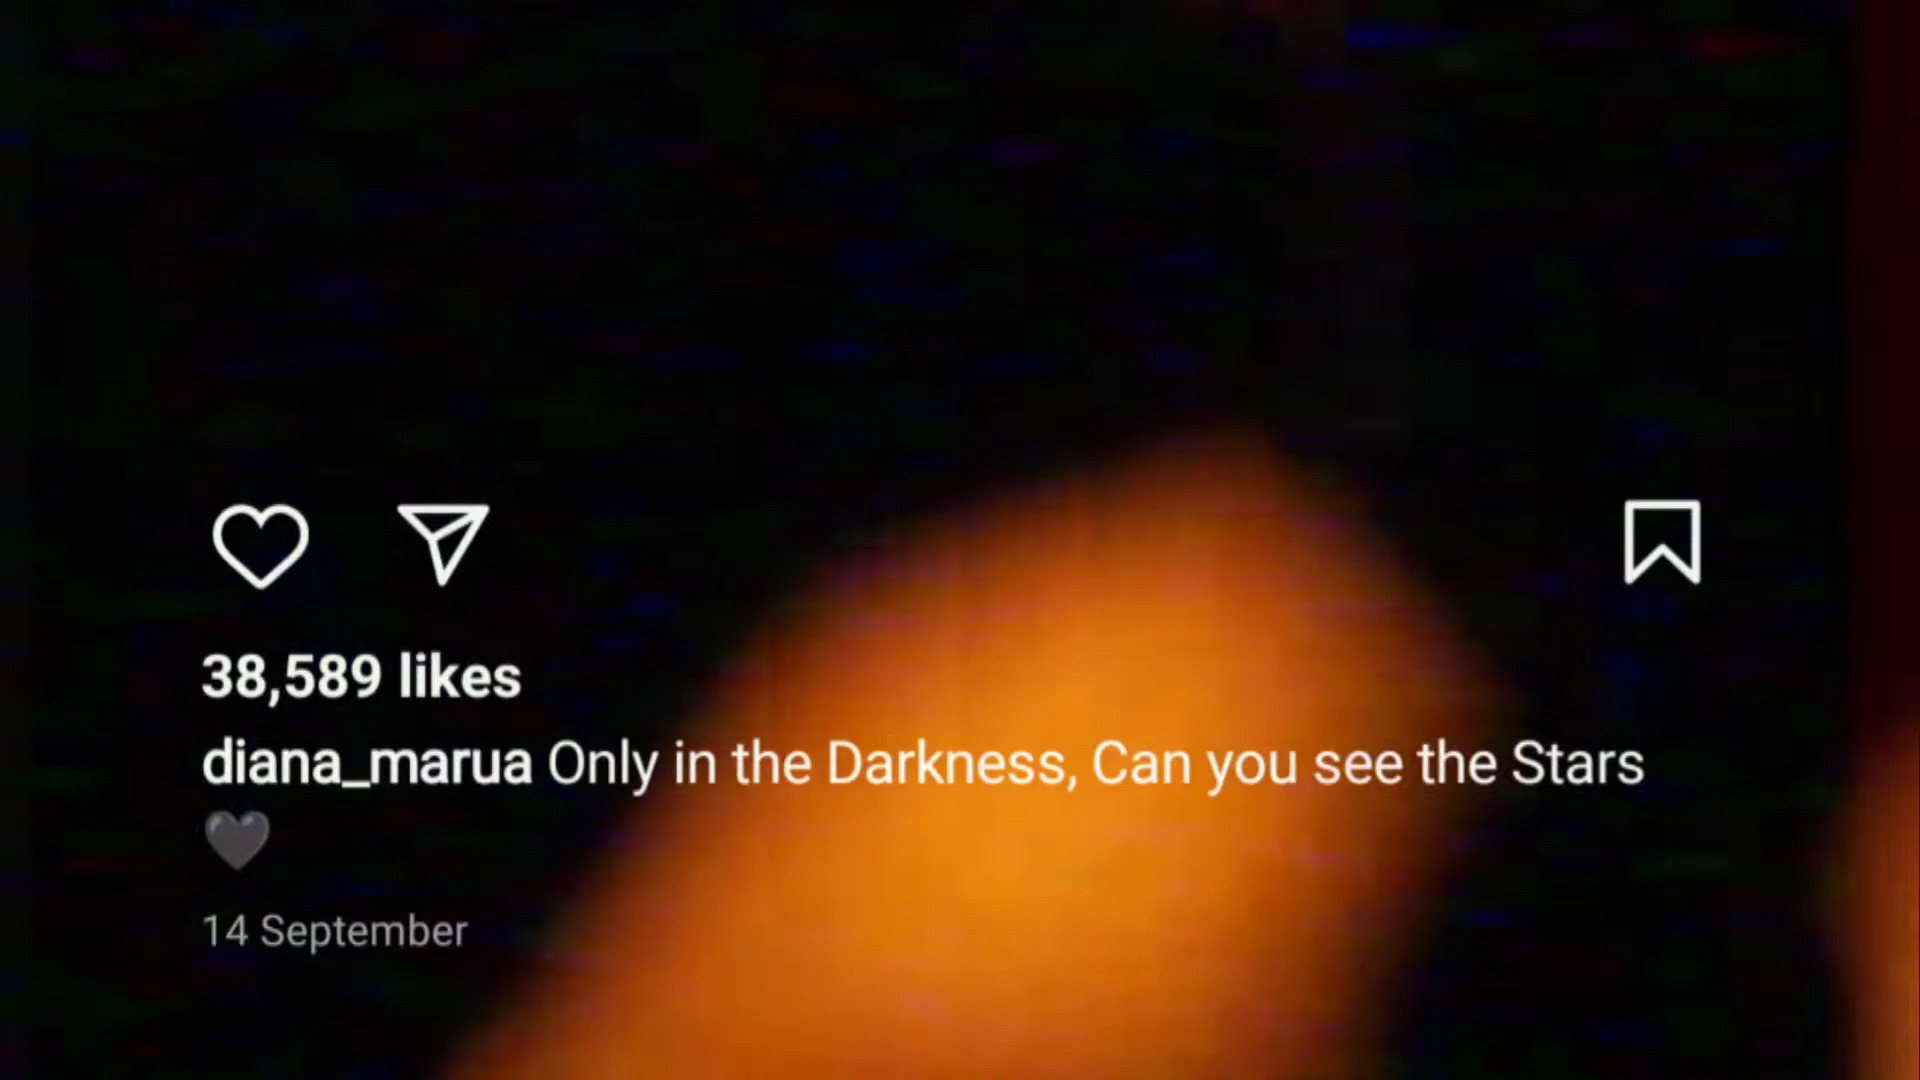 38,589 likes
diana_marua Only in the Darkness, Can you see the Stars
🖤
14 September